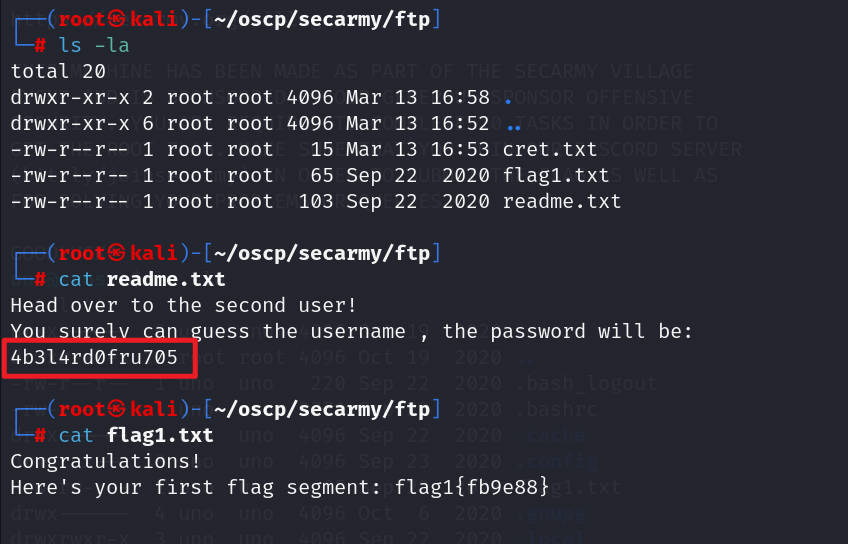 ┌──(root㉿kali)-[~/oscp/secarmy/ftp]
└─# ls -la
total 20
drwxr-xr-x 2 root root 4096 Mar 13 16:58 .
drwxr-xr-x 6 root root 4096 Mar 13 16:52 ..
-rw-r--r-- 1 root root   15 Mar 13 16:53 cret.txt
-rw-r--r-- 1 root root   65 Sep 22  2020 flag1.txt
-rw-r--r-- 1 root root  103 Sep 22  2020 readme.txt
┌──(root㉿kali)-[~/oscp/secarmy/ftp]
└─# cat readme.txt
Head over to the second user!
You surely can guess the username , the password will be:
4b3l4rd0fru705
┌──(root㉿kali)-[~/oscp/secarmy/ftp]
└─# cat flag1.txt
Congratulations!
Here's your first flag segment: flag1{fb9e88}